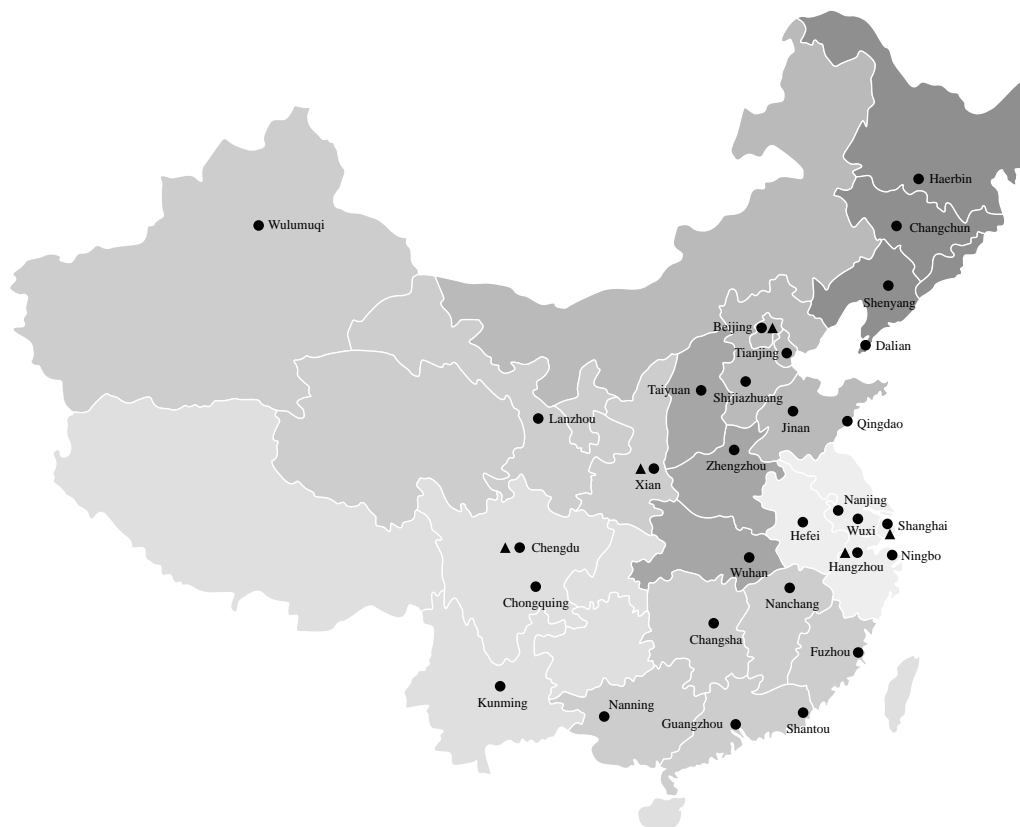 Haerbin
Wulumuqi
Changchun
Shenyang
Beijing
Dalian
Tianjing
Taiyuan
Shijiazhuang
Lanzhou
Jinan
Qingdao
Zhengzhou
Xian
Nanjing
Shanghai
Wuxi
Hefei
Chengdu
Ningbo
Hangzhou
Wuhan
Chongquing
Nanchang
Changsha
Fuzhou
Kunming
Nanning
Guangzhou
Shantou